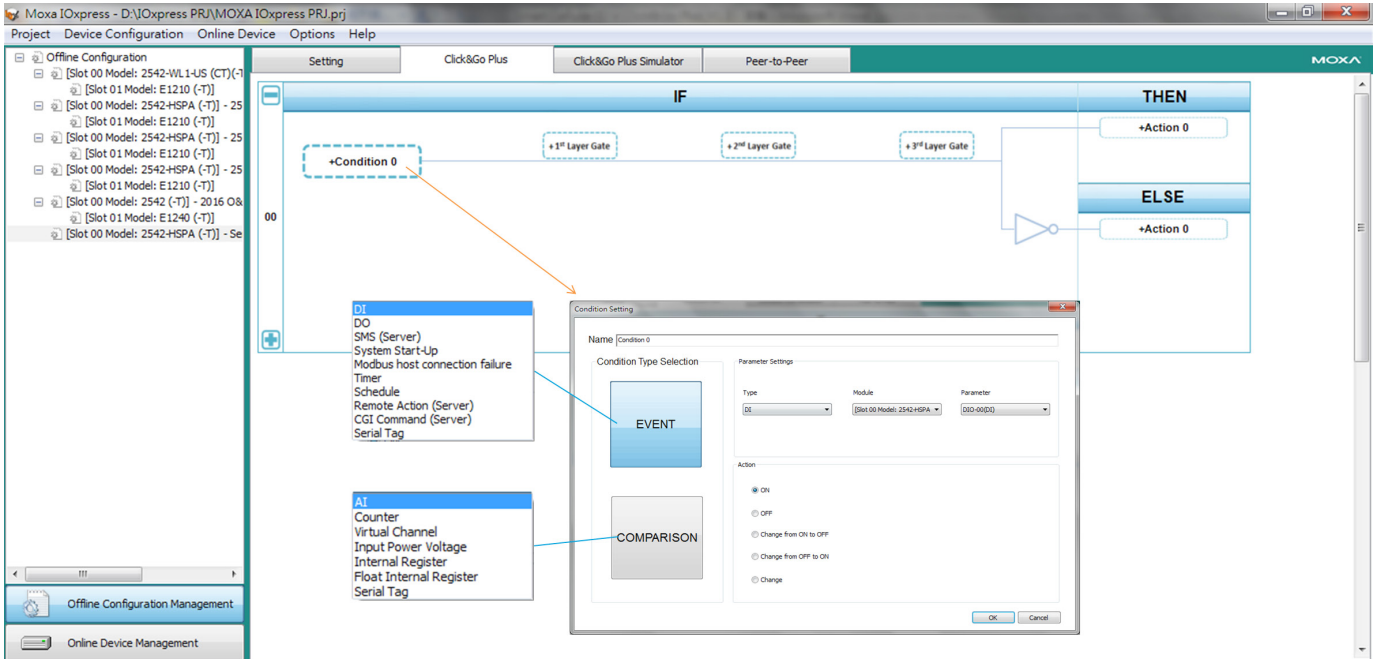 Moxa IOxpress - D:\IOxpress PRJ\MOXA IOxpress PRJ.prj
Project Device Configuration Online Device Options Help
Offline Configuration
[Slot 00 Model: 2542-WL1-US (CT)(-T
[Slot 01 Model: E1210 (-T)]
[Slot 00 Model: 2542-HSPA (-T)] - 25
[Slot 01 Model: E1210 (-T)]
[Slot 00 Model: 2542-HSPA (-T)] - 25
[Slot 01 Model: E1210 (-T)]
[Slot 00 Model: 2542-HSPA (-T)] - 25
[Slot 01 Model: E1210 (-T)]
[Slot 00 Model: 2542 (-T)] - 2016 O&
[Slot 01 Model: E1240 (-T)]
[Slot 00 Model: 2542-HSPA (-T)] - Se
Offline Configuration Management
Online Device Management
Setting Click&Go Plus Click&Go Plus Simulator Peer-to-Peer MOXA
IF THEN
+Condition 0 +1st Layer Gate +2nd Layer Gate +3rd Layer Gate +Action 0
ELSE
00
+Action 0
DI
DO
SMS (Server)
System Start-Up
Modbus host connection failure
Timer
Schedule
Remote Action (Server)
CGI Command (Server)
Serial Tag
AI
Counter
Virtual Channel
Input Power Voltage
Internal Register
Float Internal Register
Serial Tag
Condition Setting
Name Condition 0
Condition Type Selection
EVENT
COMPARISON
Parameter Settings
Type Module Parameter
DI [Slot 00 Model: 2542-HSPA DIO-00(DI)
Action
ON
OFF
Change from ON to OFF
Change from OFF to ON
Change
OK Cancel